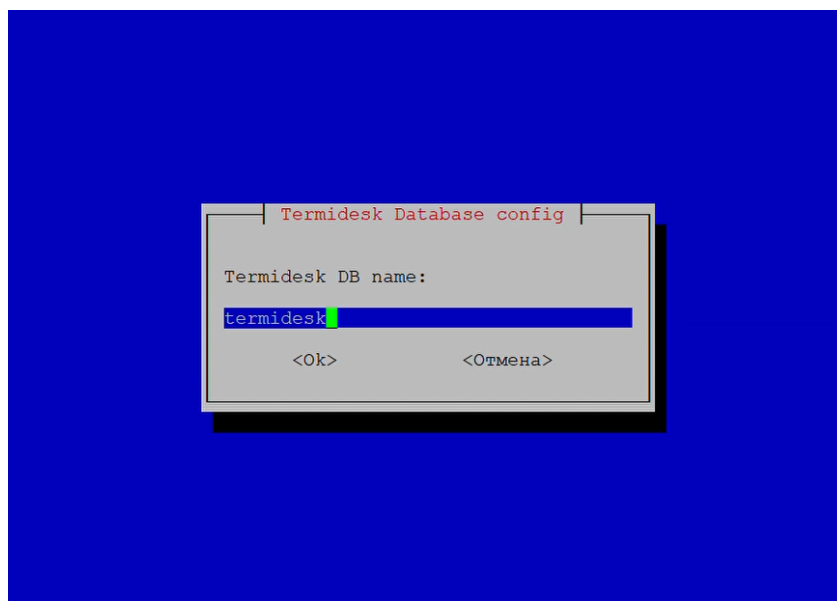 Termidesk Database config
Termidesk DB name:
termidesk
<Ok> <Отмена>